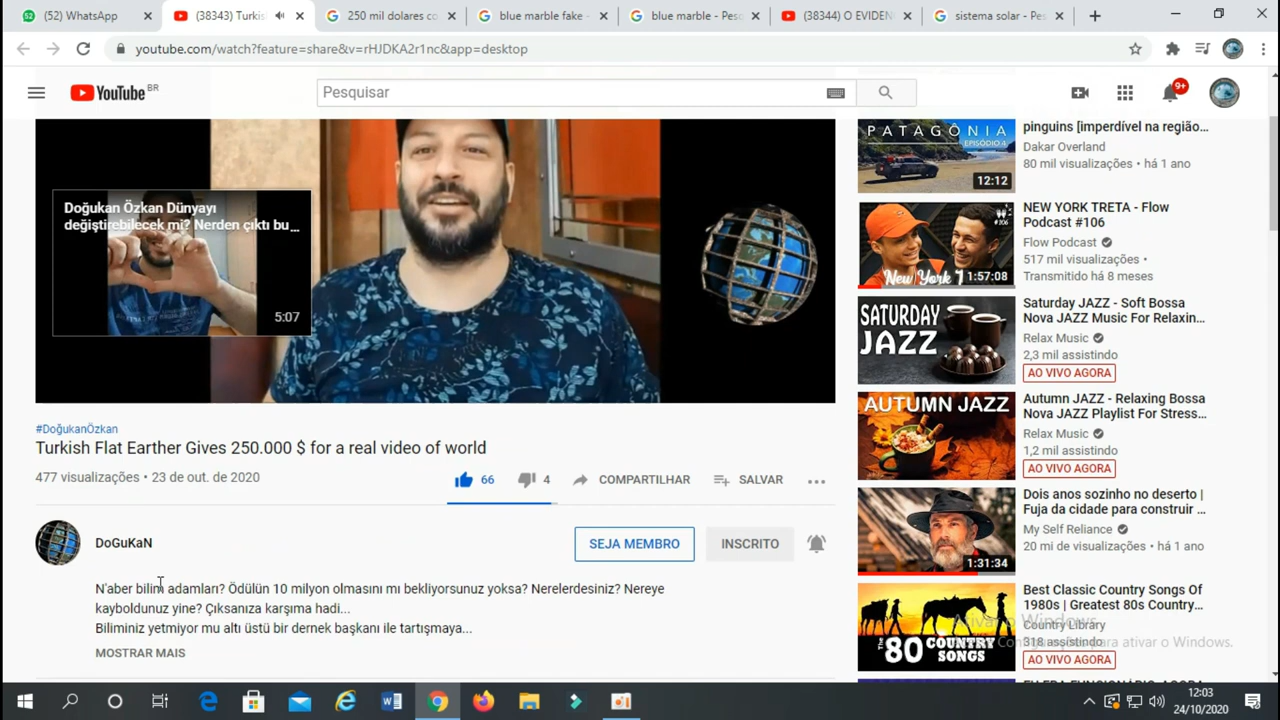 (52) WhatsApp
(38343) Turkis
250 mil dolares co
blue marble fake -
blue marble - Pes
(38344) O EVIDEN
sistema solar - Pes
youtube.com/watch?feature=share&v=rHJDKA2r1nc&app=desktop
YouTube BR
Pesquisar
9+
Doğukan Özkan Dünyayı
değiştirebilecek mi? Nerden çıktı bu...
5:07
#DoğukanÖzkan
Turkish Flat Earther Gives 250.000 $ for a real video of world
477 visualizações • 23 de out. de 2020
66
4
COMPARTILHAR
SALVAR
DoGuKaN
SEJA MEMBRO
INSCRITO
N'aber bilim adamları? Ödülün 10 milyon olmasını mı bekliyorsunuz yoksa? Nerelerdesiniz? Nereye
kayboldunuz yine? Çıksanıza karşıma hadi...
Biliminiz yetmiyor mu altı üstü bir dernek başkanı ile tartışmaya...
MOSTRAR MAIS
PATAGÔNIA
EPISÓDIO 4
12:12
pinguins [imperdível na região...
Dakar Overland
80 mil visualizações • há 1 ano
New York
1:57:08
NEW YORK TRETA - Flow
Podcast #106
Flow Podcast
517 mil visualizações •
Transmitido há 8 meses
SATURDAY
JAZZ
Saturday JAZZ - Soft Bossa
Nova JAZZ Music For Relaxin...
Relax Music
2,3 mil assistindo
AO VIVO AGORA
AUTUMN JAZZ
Autumn JAZZ - Relaxing Bossa
Nova JAZZ Playlist For Stress...
Relax Music
1,2 mil assistindo
AO VIVO AGORA
1:31:34
Dois anos sozinho no deserto |
Fuja da cidade para construir ...
My Self Reliance
20 mi de visualizações • há 1 ano
THE
80 COUNTRY
SONGS
Best Classic Country Songs Of
1980s | Greatest 80s Country...
Country Library
318 assistindo
AO VIVO AGORA
Ativar o Windows
Configurações para ativar o Windows.
12:03
24/10/2020